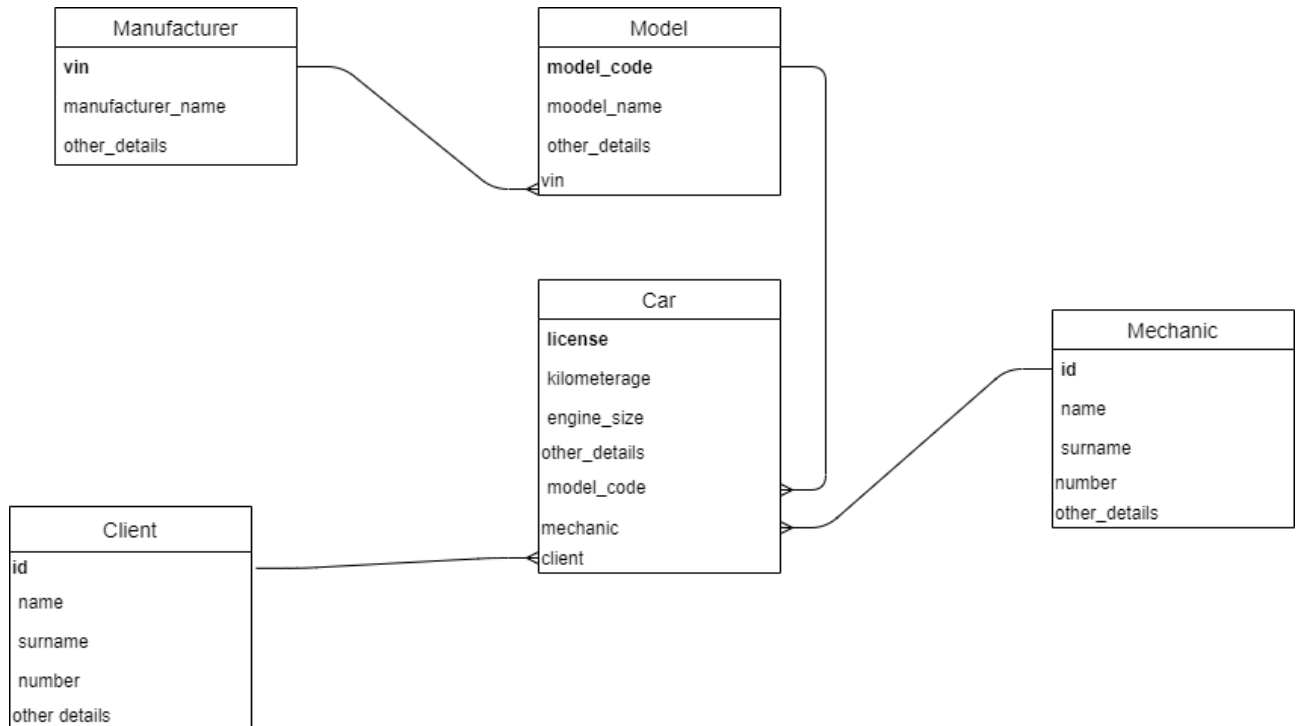 Manufacturer
vin
manufacturer_name
other_details
Model
model_code
moodel_name
other_details
vin
Car
license
kilometerage
engine_size
other_details
model_code
mechanic
client
Mechanic
id
name
surname
number
other_details
Client
id
name
surname
number
other details